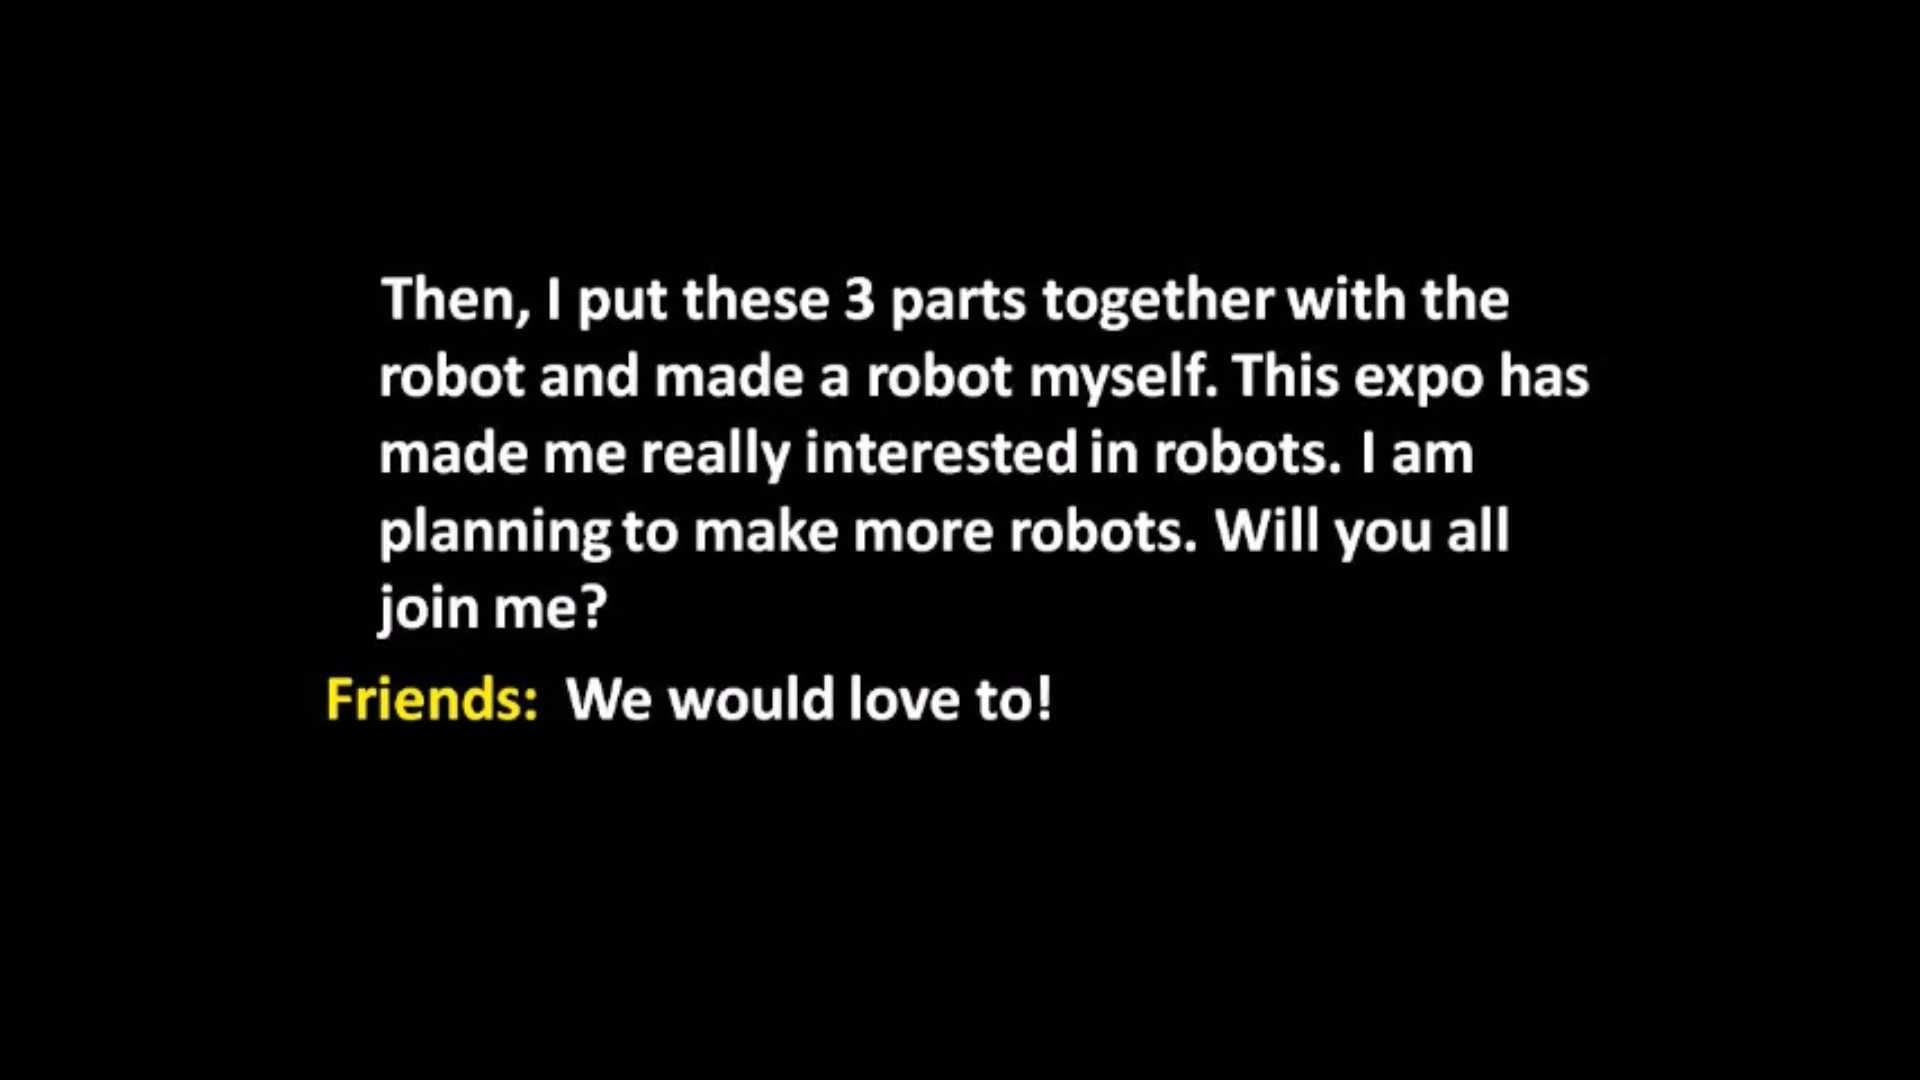 Then, I put these 3 parts together with the
robot and made a robot myself. This expo has
made me really interested in robots. I am
planning to make more robots. Will you all
join me?
Friends: We would love to!